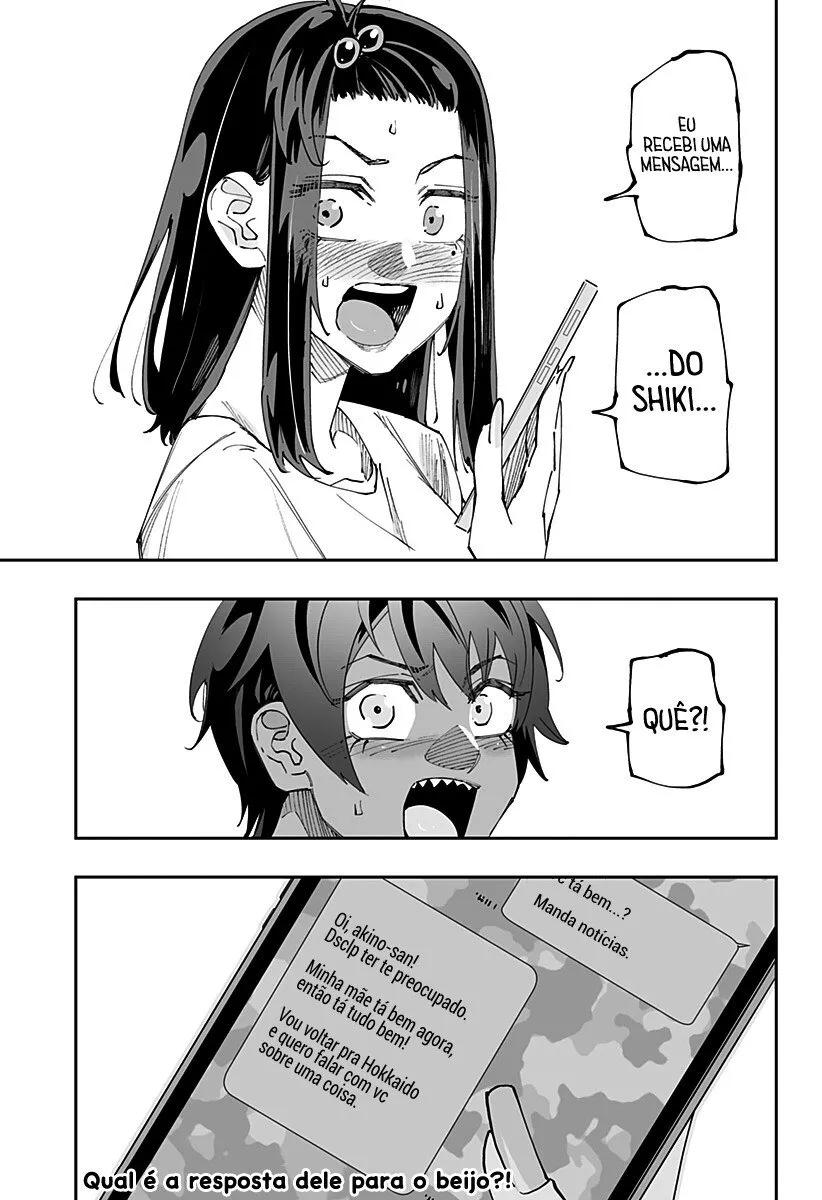 EU
RECEBI UMA
MENSAGEM...
...DO
SHIKI...
QUÊ?!
tá bem...?
Manda notícias.
Oi, akino-san!
Dsclp ter te preocupado.
Minha mãe tá bem agora,
então tá tudo bem!
Vou voltar pra Hokkaido
e quero falar com vc
sobre uma coisa.
Qual é a resposta dele para o beijo?!